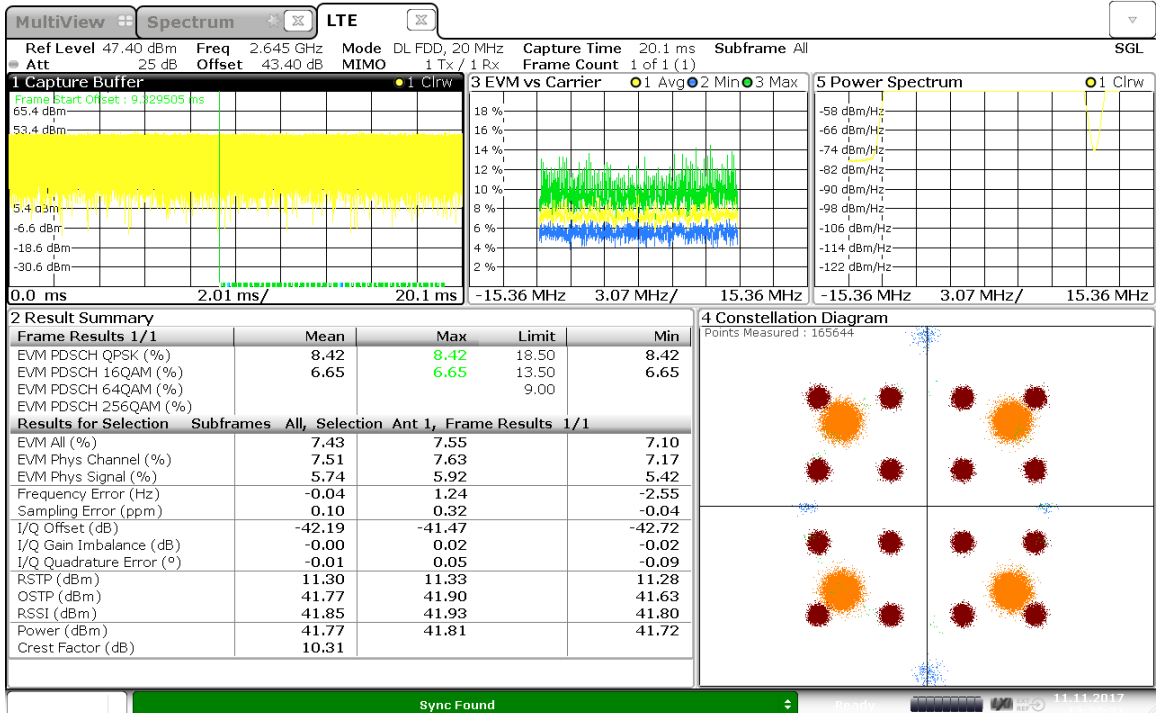 MultiView Spectrum LTE
Ref Level 47.40 dBm Freq 2.645 GHz Mode DL FDD, 20 MHz Capture Time 20.1 ms Subframe All SGL
Att 25 dB Offset 43.40 dB MIMO 1 Tx / 1 Rx Frame Count 1 of 1 (1)
1 Capture Buffer 1 Clrw
Frame Start Offset : 9.329505 ms
65.4 dBm
53.4 dBm
5.4 dBm
-6.6 dBm
-18.6 dBm
-30.6 dBm
0.0 ms 2.01 ms/ 20.1 ms
3 EVM vs Carrier 1 Avg 2 Min 3 Max
18 %
16 %
14 %
12 %
10 %
8 %
6 %
4 %
2 %
-15.36 MHz 3.07 MHz/ 15.36 MHz
5 Power Spectrum 1 Clrw
-58 dBm/Hz
-66 dBm/Hz
-74 dBm/Hz
-82 dBm/Hz
-90 dBm/Hz
-98 dBm/Hz
-106 dBm/Hz
-114 dBm/Hz
-122 dBm/Hz
-15.36 MHz 3.07 MHz/ 15.36 MHz
2 Result Summary
Frame Results 1/1 Mean Max Limit Min
EVM PDSCH QPSK (%) 8.42 8.42 18.50 8.42
EVM PDSCH 16QAM (%) 6.65 6.65 13.50 6.65
EVM PDSCH 64QAM (%) 9.00
EVM PDSCH 256QAM (%)
Results for Selection Subframes All, Selection Ant 1, Frame Results 1/1
EVM All (%) 7.43 7.55 7.10
EVM Phys Channel (%) 7.51 7.63 7.17
EVM Phys Signal (%) 5.74 5.92 5.42
Frequency Error (Hz) -0.04 1.24 -2.55
Sampling Error (ppm) 0.10 0.32 -0.04
I/Q Offset (dB) -42.19 -41.47 -42.72
I/Q Gain Imbalance (dB) -0.00 0.02 -0.02
I/Q Quadrature Error (°) -0.01 0.05 -0.09
RSTP (dBm) 11.30 11.33 11.28
OSTP (dBm) 41.77 41.90 41.63
RSSI (dBm) 41.85 41.93 41.80
Power (dBm) 41.77 41.81 41.72
Crest Factor (dB) 10.31
4 Constellation Diagram
Points Measured : 165644
Sync Found Ready LXI EXT REF 11.11.2017